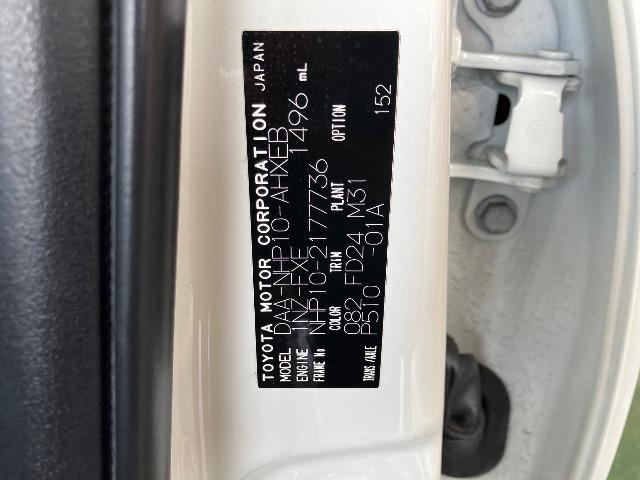 TOYOTA MOTOR CORPORATION JAPAN
MODEL DAA-NHP10-AHXEB
ENGINE 1NZ-FXE 1496 mL
FRAME No NHP10-2177736
COLOR TRIM PLANT OPTION
082 FD24 M31 152
TRANS/AXLE P510 -01A